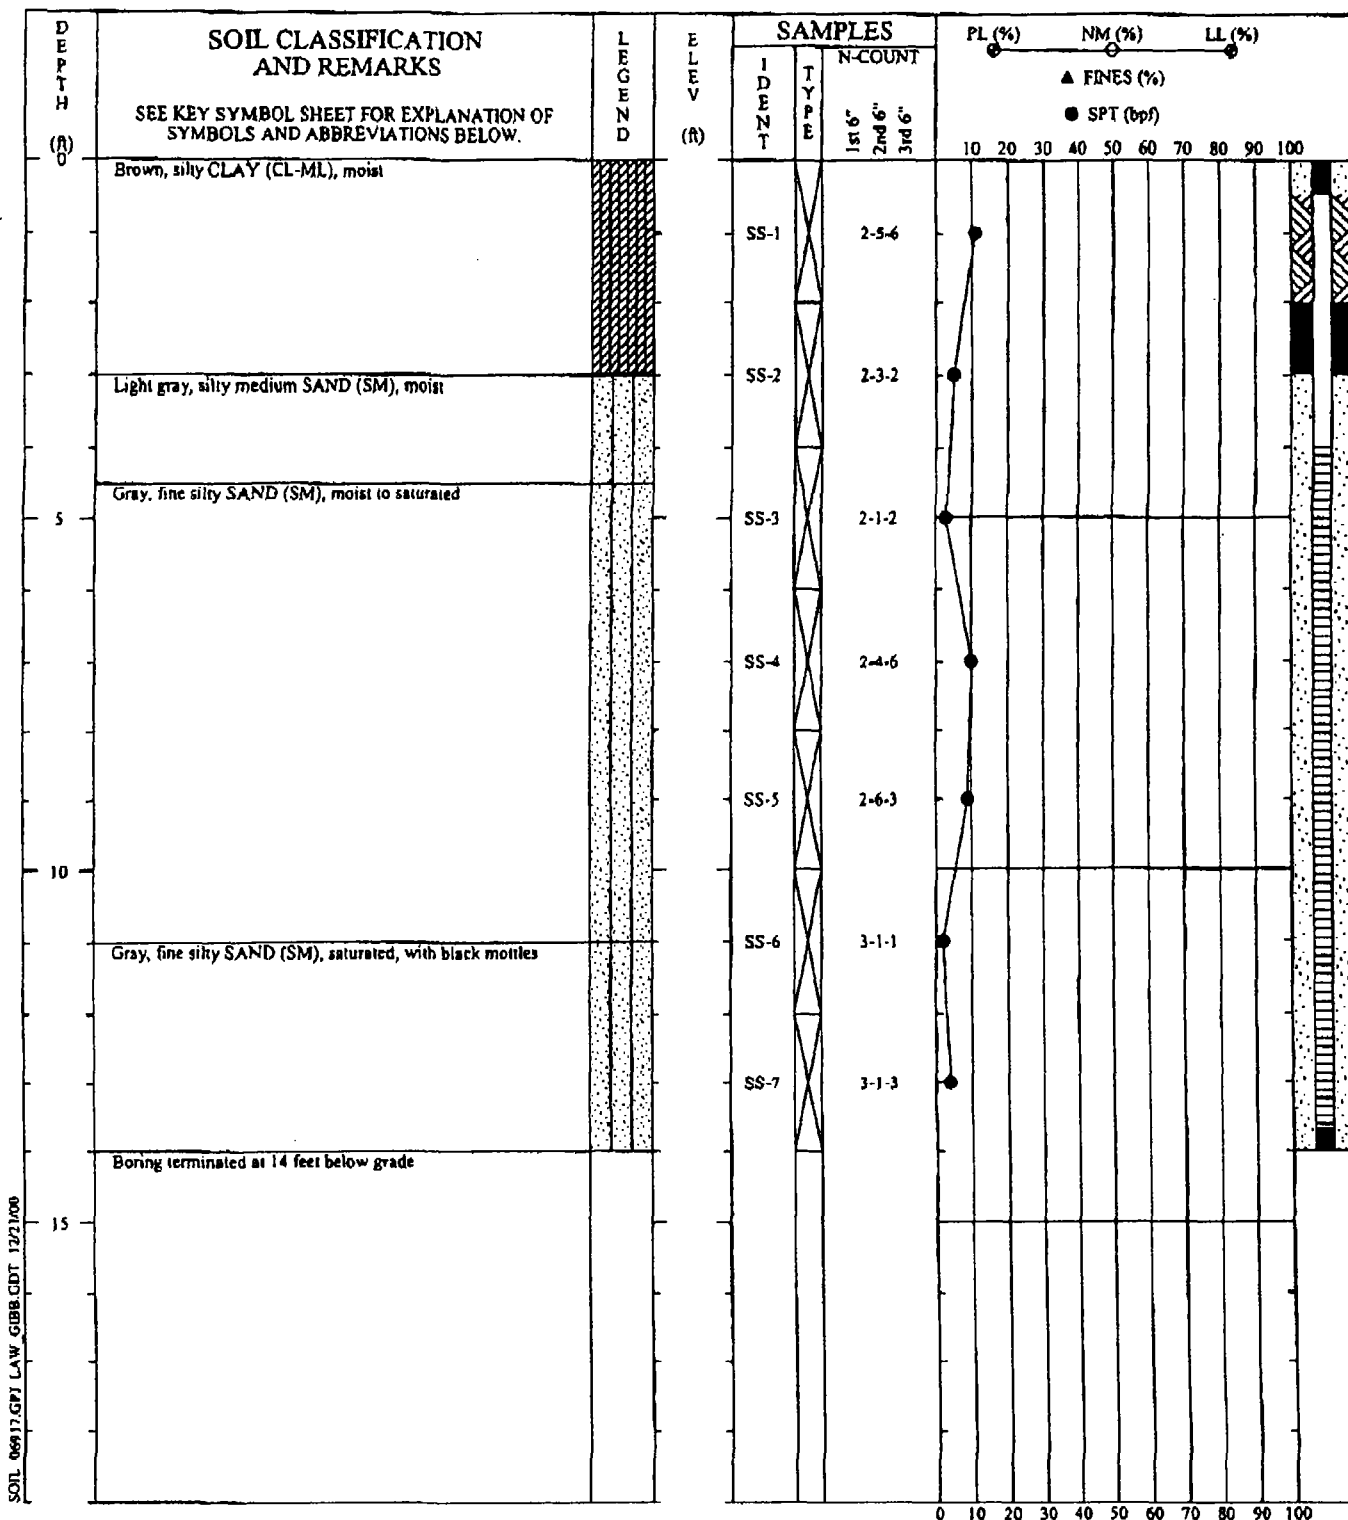 DEPTH (ft)
SOIL CLASSIFICATION
AND REMARKS
SEE KEY SYMBOL SHEET FOR EXPLANATION OF
SYMBOLS AND ABBREVIATIONS BELOW.
LEGEND
ELEV (ft)
SAMPLES
IDENT
TYPE
N-COUNT
1st 6"
2nd 6"
3rd 6"
PL (%) NM (%) LL (%)
▲ FINES (%)
● SPT (bpf)
10 20 30 40 50 60 70 80 90 100
0
Brown, silty CLAY (CL-ML), moist
SS-1 2-5-6
Light gray, silty medium SAND (SM), moist
SS-2 2-3-2
Gray, fine silty SAND (SM), moist to saturated
5 SS-3 2-1-2
SS-4 2-4-6
SS-5 2-6-3
10
Gray, fine silty SAND (SM), saturated, with black mottles
SS-6 3-1-1
SS-7 3-1-3
Boring terminated at 14 feet below grade
15
0 10 20 30 40 50 60 70 80 90 100
SOIL 06917.GPJ LAW_GIBB.GDT 12/21/00